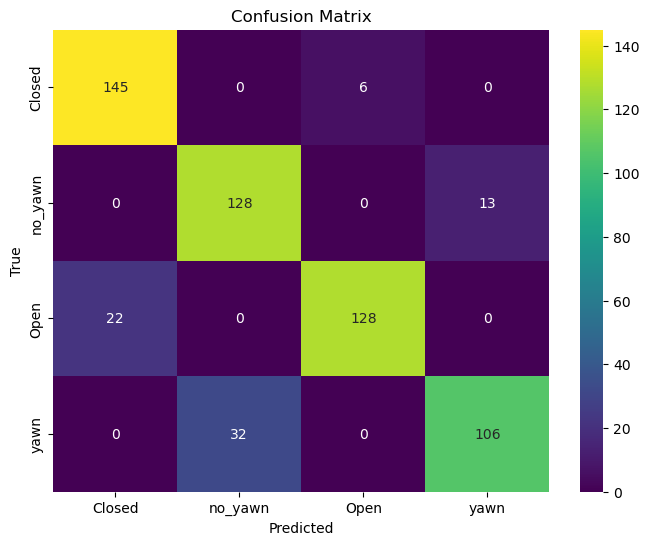 Confusion Matrix
Closed 145 0 6 0
no_yawn 0 128 0 13
Open 22 0 128 0
yawn 0 32 0 106
Closed no_yawn Open yawn
Predicted
True
140
120
100
80
60
40
20
0